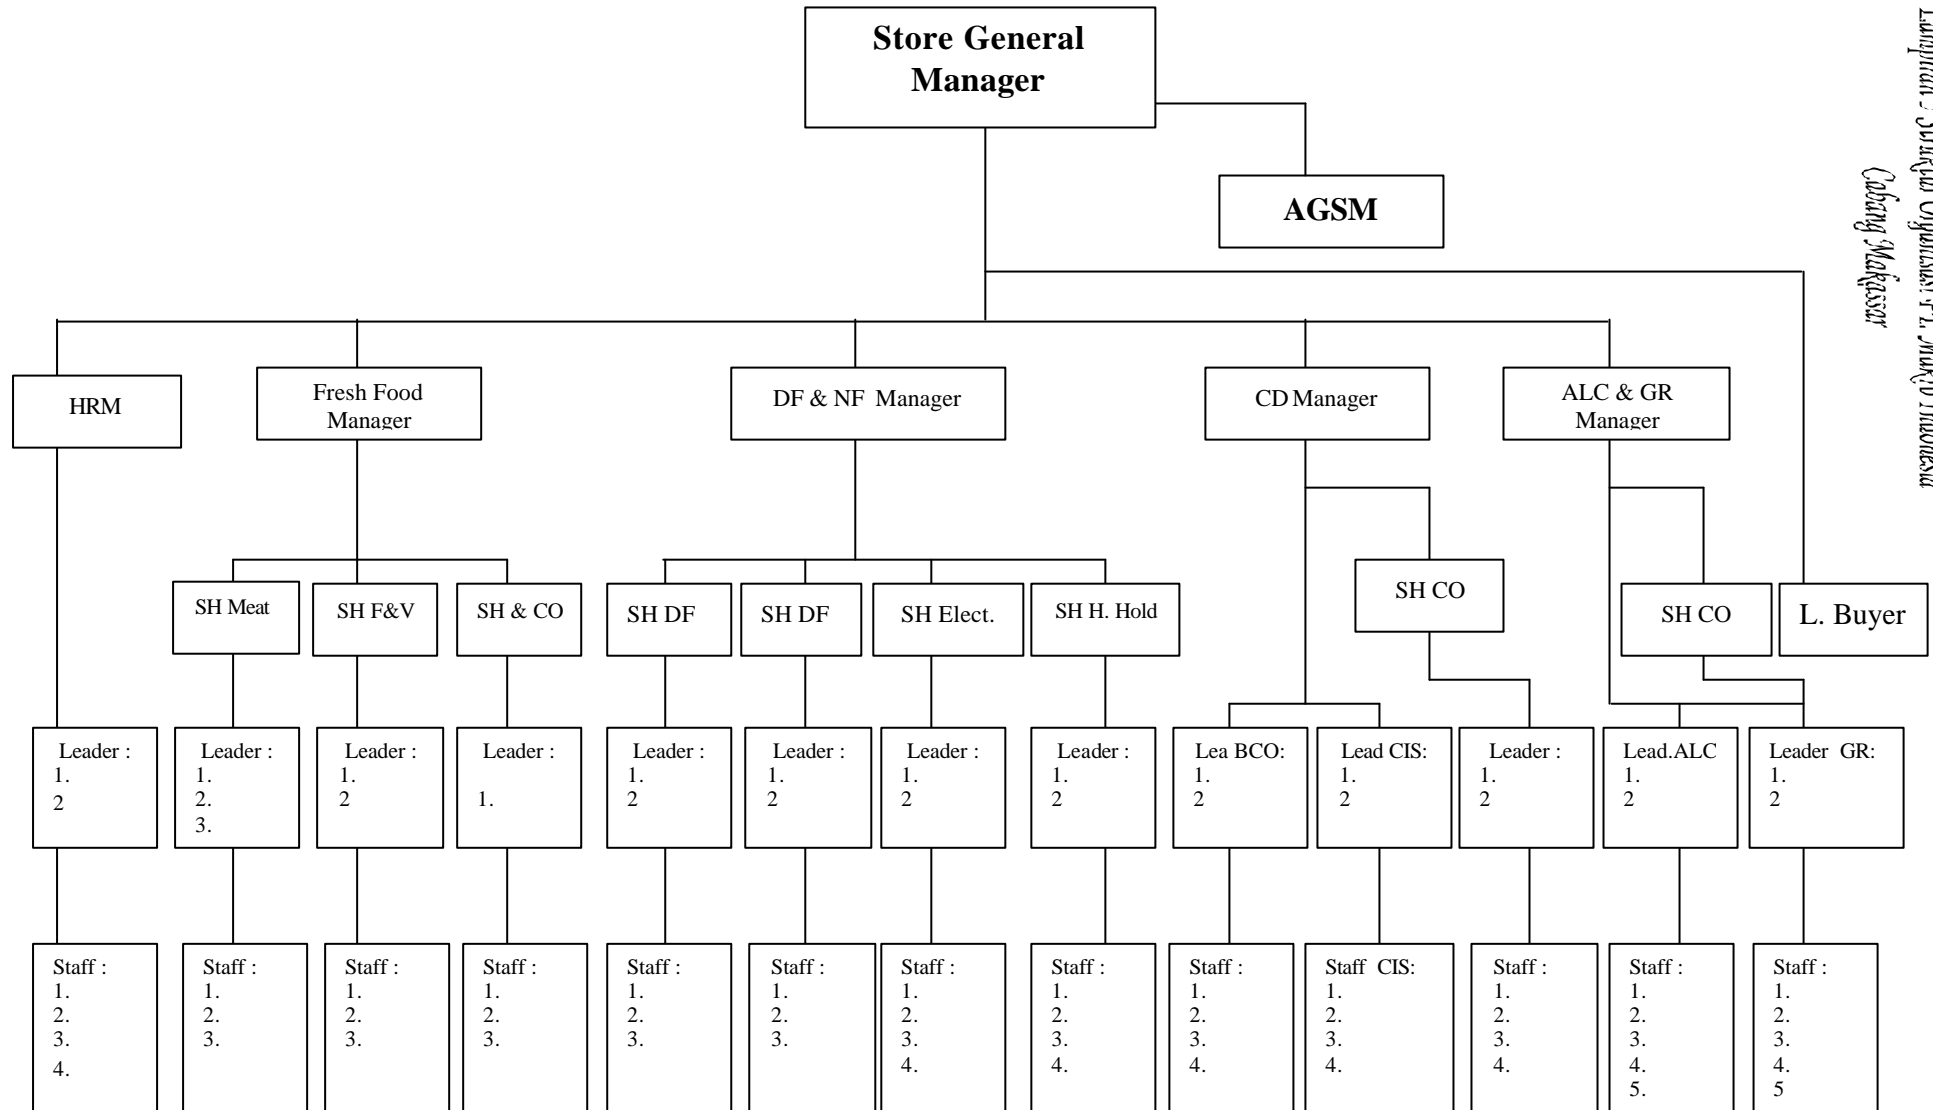 Store General
Manager
AGSM
Cabang Makassar
HRM
Fresh Food
Manager
DF & NF Manager
CD Manager
ALC & GR
Manager
SH Meat
SH F&V
SH & CO
SH DF
SH DF
SH Elect.
SH H. Hold
SH CO
SH CO
L. Buyer
Leader :
1.
2
Leader :
1.
2.
3.
Leader :
1.
2
Leader :
1.
Leader :
1.
2
Leader :
1.
2
Leader :
1.
2
Leader :
1.
2
Lea BCO:
1.
2
Lead CIS:
1.
2
Leader :
1.
2
Lead.ALC
1.
2
Leader GR:
1.
2
Staff :
1.
2.
3.
4.
Staff :
1.
2.
3.
Staff :
1.
2.
3.
Staff :
1.
2.
3.
Staff :
1.
2.
3.
Staff :
1.
2.
3.
Staff :
1.
2.
3.
4.
Staff :
1.
2.
3.
4.
Staff :
1.
2.
3.
4.
Staff CIS:
1.
2.
3.
4.
Staff :
1.
2.
3.
4.
Staff :
1.
2.
3.
4.
5.
Staff :
1.
2.
3.
4.
5